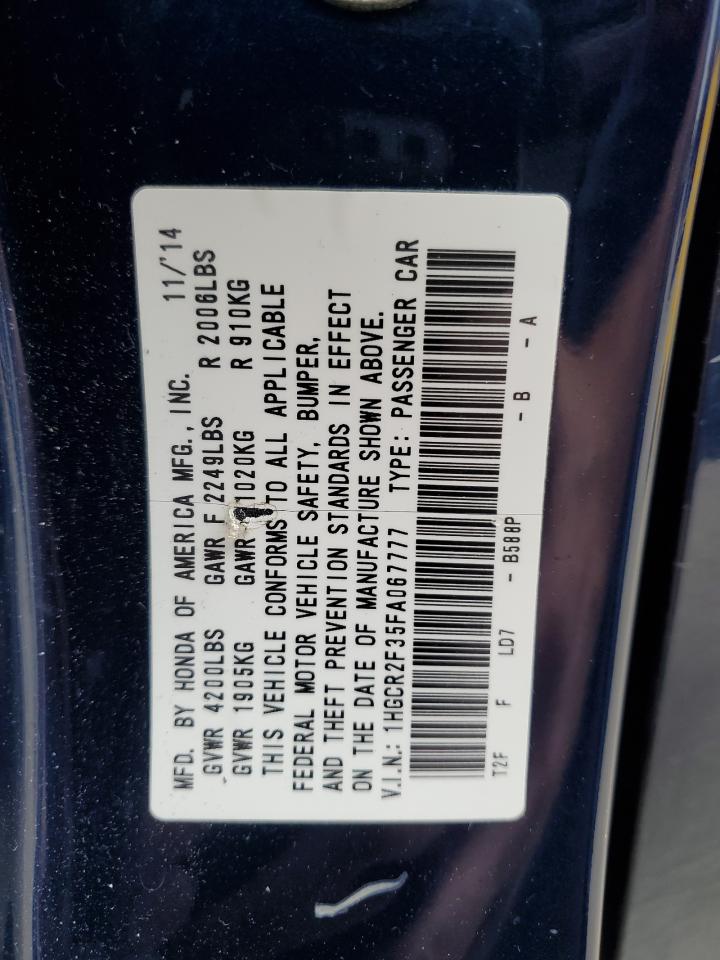 MFD. BY HONDA OF AMERICA MFG., INC. 11/'14
GVWR 4200LBS GAWR F 2249LBS R 2006LBS
GVWR 1905KG GAWR 1020KG R 910KG
THIS VEHICLE CONFORMS TO ALL APPLICABLE
FEDERAL MOTOR VEHICLE SAFETY, BUMPER,
AND THEFT PREVENTION STANDARDS IN EFFECT
ON THE DATE OF MANUFACTURE SHOWN ABOVE.
V.I.N.: 1HGCR2F35FA067777 TYPE: PASSENGER CAR
T2F F LD7 - B588P - B - A